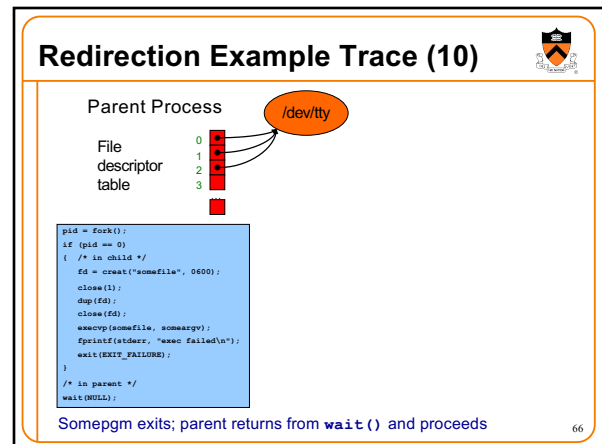 Redirection Example Trace (10)
Parent Process
/dev/tty
File
descriptor
table
0
1
2
3
...
pid = fork();
if (pid == 0)
{ /* in child */
fd = creat("somefile", 0600);
close(1);
dup(fd);
close(fd);
execvp(somefile, someargv);
fprintf(stderr, "exec failed\n");
exit(EXIT_FAILURE);
}
/* in parent */
wait(NULL);
Somepgm exits; parent returns from wait() and proceeds
66